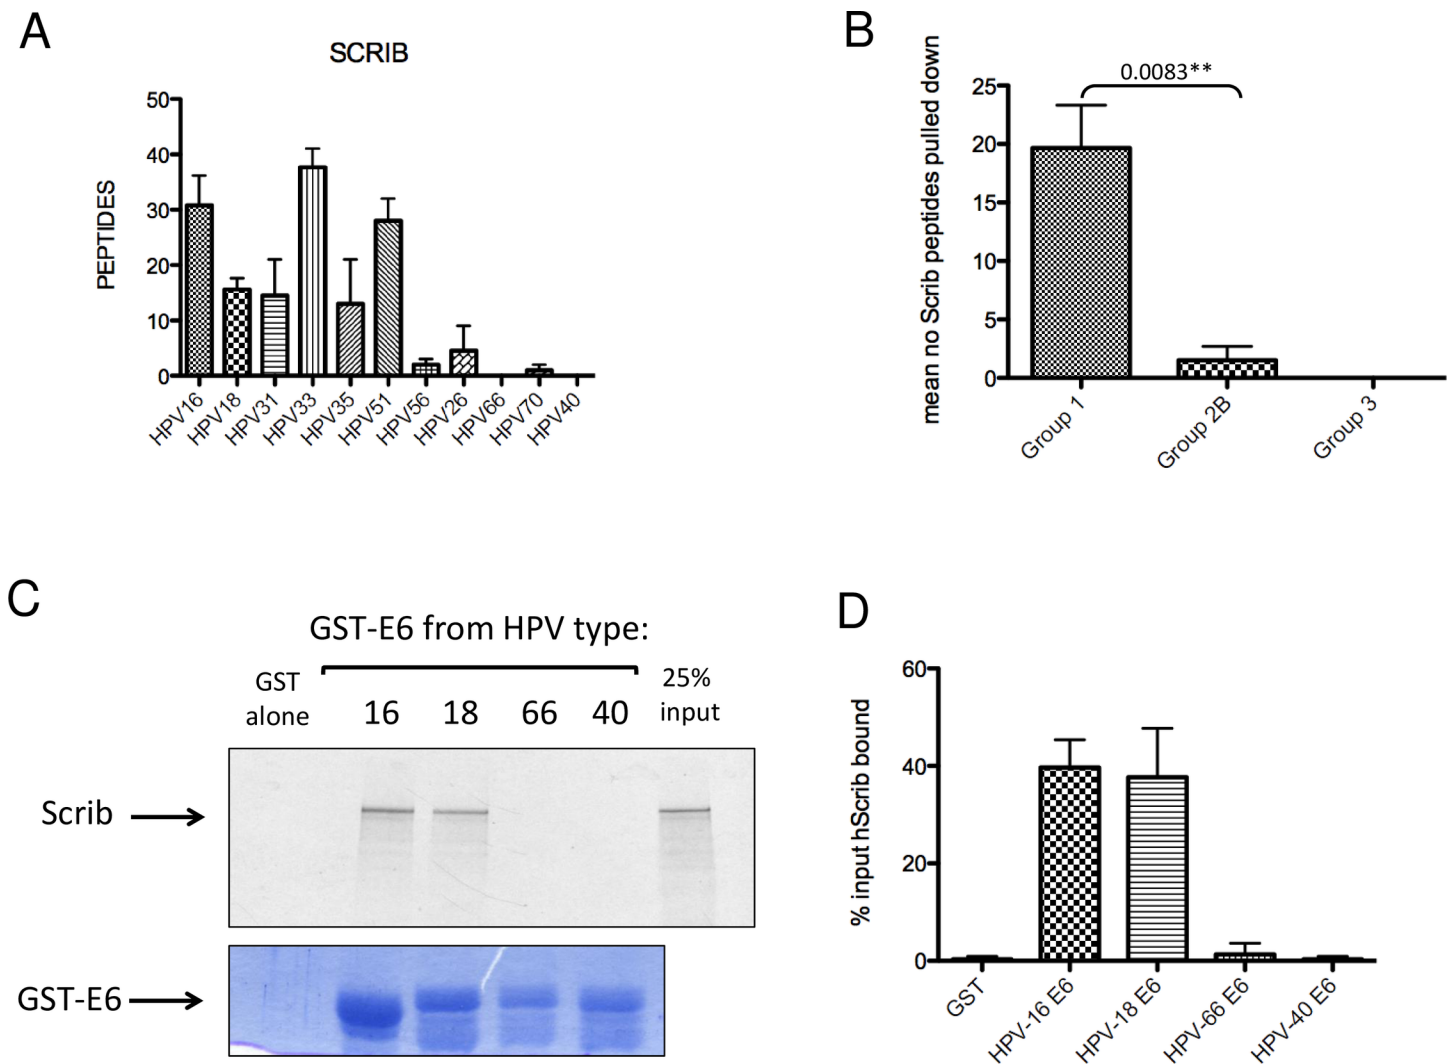 A
SCRIB
PEPTIDES
50
40
30
20
10
0
HPV16
HPV18
HPV31
HPV33
HPV35
HPV51
HPV56
HPV26
HPV66
HPV70
HPV40
B
mean no Scrib peptides pulled down
0.0083**
25
20
15
10
5
0
Group 1
Group 2B
Group 3
C
GST-E6 from HPV type:
GST
alone
16
18
66
40
25%
input
Scrib
GST-E6
D
% input hScrib bound
60
40
20
0
GST
HPV-16 E6
HPV-18 E6
HPV-66 E6
HPV-40 E6